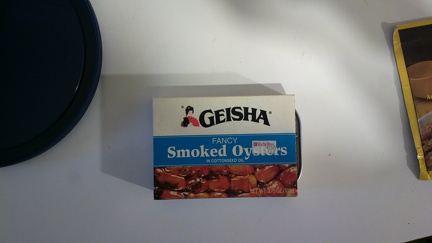 GEISHA®
FANCY
Smoked Oysters
IN COTTONSEED OIL